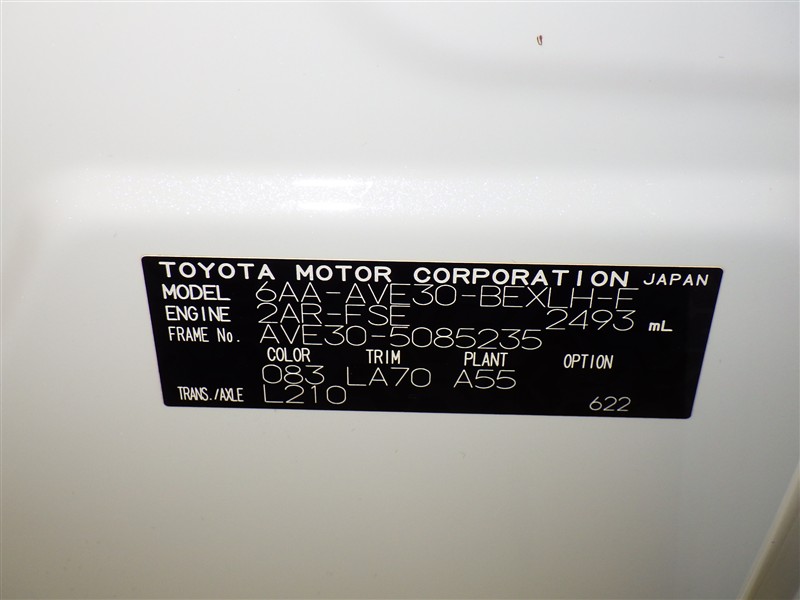 TOYOTA MOTOR CORPORATION JAPAN
MODEL 6AA-AVE30-BEXLH-E
ENGINE 2AR-FSE 2493 mL
FRAME No. AVE30-5085235
COLOR TRIM PLANT OPTION
083 LA70 A55
TRANS./AXLE L210 622